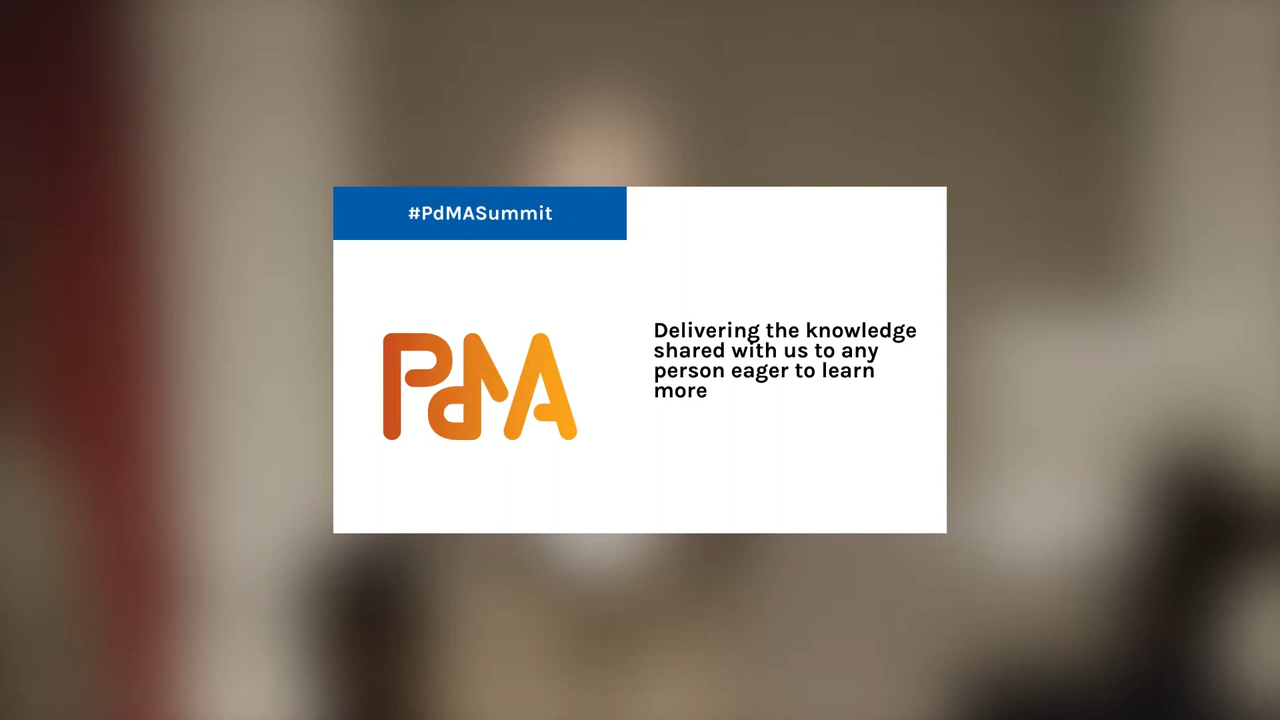 #PdMASummit
PdMA
Delivering the knowledge
shared with us to any
person eager to learn
more